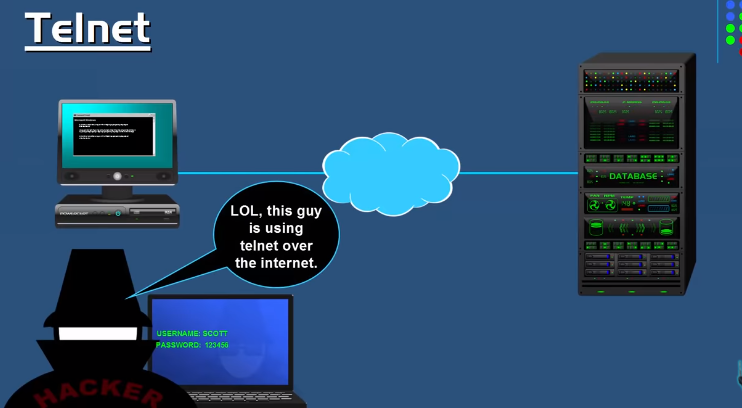 Telnet
DATABASE
LOL, this guy
is using
telnet over
the internet.
USERNAME: SCOTT
PASSWORD: 123456
HACKER